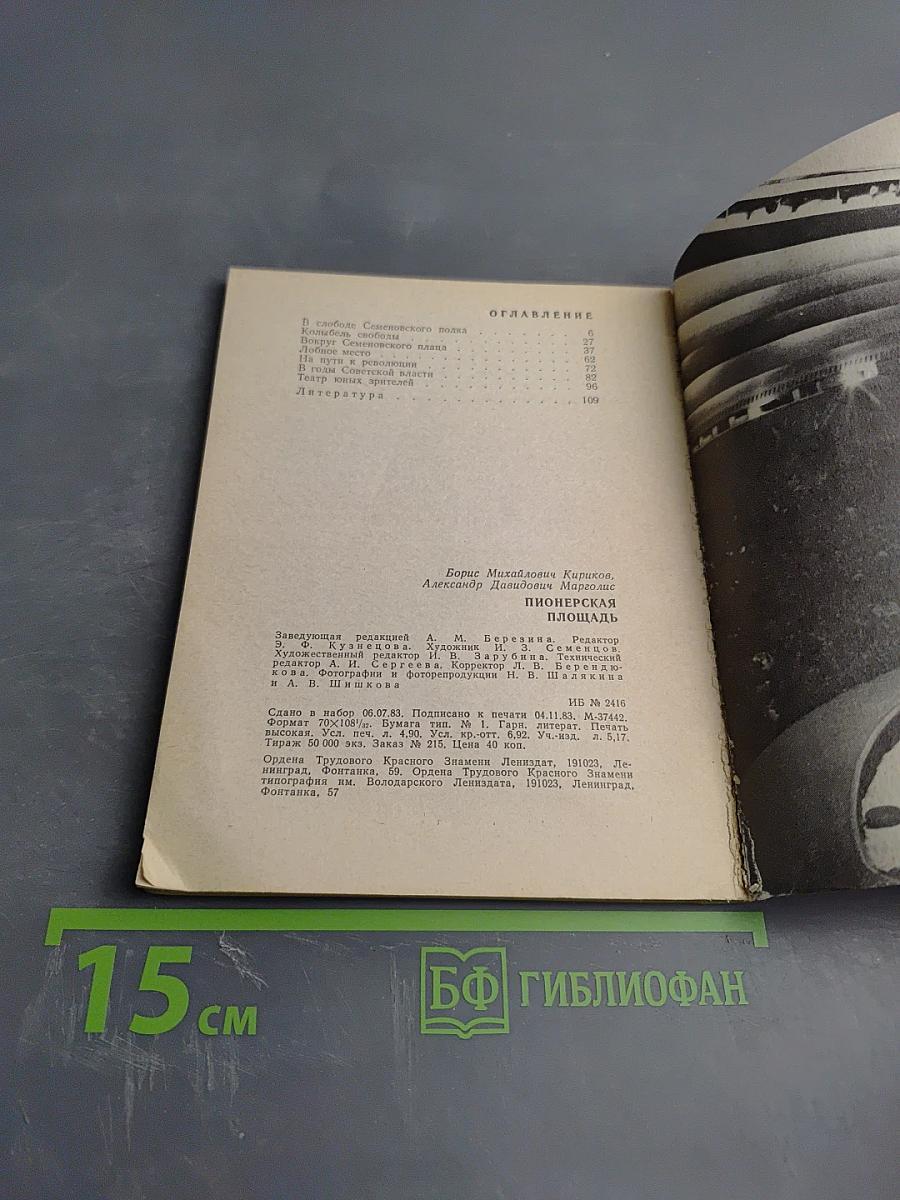 ОГЛАВЛЕНИЕ
В слободе Семеновского полка . . . . . . . . 6
Колыбель свободы . . . . . . . . 27
Вокруг Семеновского плаца . . . . . . . . 37
Лобное место . . . . . . . . 62
На пути к революции . . . . . . . . 72
В годы Советской власти . . . . . . . . 82
Театр юных зрителей . . . . . . . . 96
Литература . . . . . . . . 109
Борис Михайлович Кириков,
Александр Давидович Марголис
ПИОНЕРСКАЯ
ПЛОЩАДЬ
Заведующая редакцией А. М. Березина. Редактор
Э. Ф. Кузнецова. Художник И. З. Семенцов.
Художественный редактор И. В. Зарубина. Технический
редактор А. И. Сергеева. Корректор Л. В. Берендю-
кова. Фотографии и фоторепродукции Н. В. Шалякина
и А. В. Шишкова
ИБ № 2416
Сдано в набор 06.07.83. Подписано к печати 04.11.83. М-37442.
Формат 70×108¹/₃₂. Бумага тип. № 1. Гарн. литерат. Печать
высокая. Усл. печ. л. 4,90. Усл. кр.-отт. 6,92. Уч.-изд. л. 5,17.
Тираж 50 000 экз. Заказ № 215. Цена 40 коп.
Ордена Трудового Красного Знамени Лениздат, 191023, Ле-
нинград, Фонтанка, 59. Ордена Трудового Красного Знамени
типография им. Володарского Лениздата, 191023, Ленинград,
Фонтанка, 57
15 см
БФ ГИБЛИОФАН